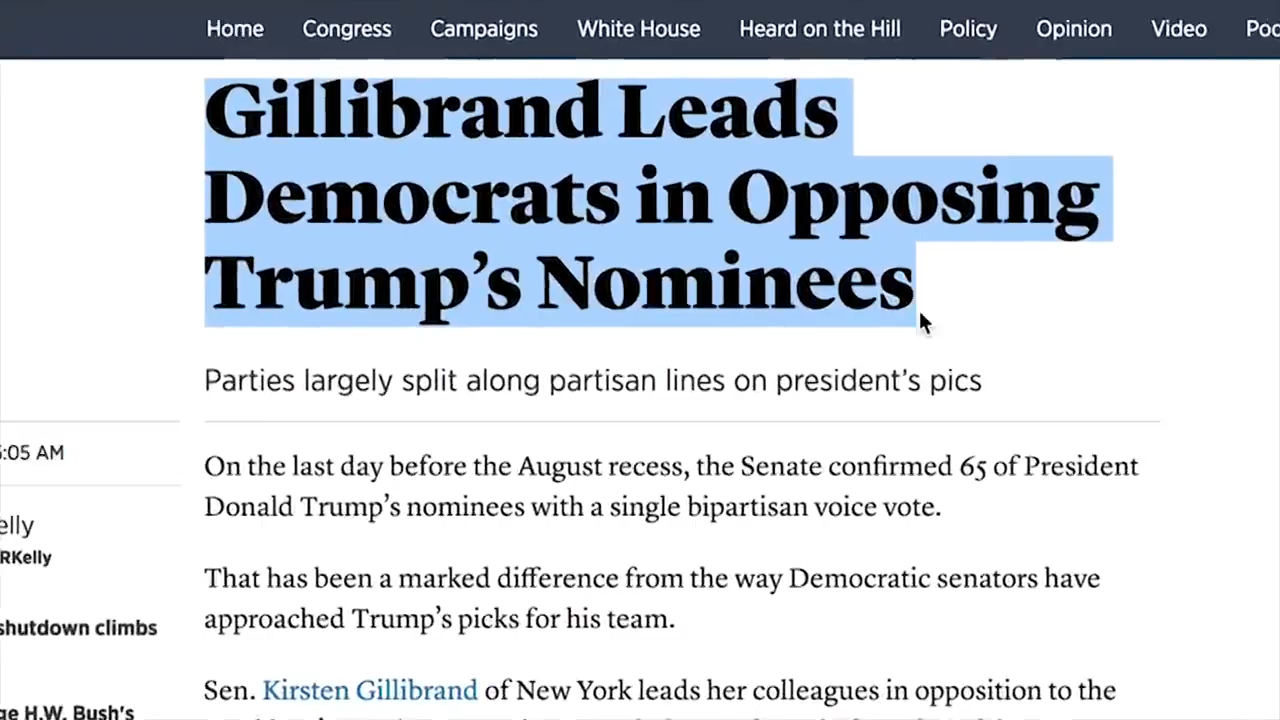 Home Congress Campaigns White House Heard on the Hill Policy Opinion Video
Gillibrand Leads
Democrats in Opposing
Trump’s Nominees
Parties largely split along partisan lines on president’s pics
:05 AM
On the last day before the August recess, the Senate confirmed 65 of President
Donald Trump’s nominees with a single bipartisan voice vote.
elly
RKelly
That has been a marked difference from the way Democratic senators have
approached Trump’s picks for his team.
shutdown climbs
Sen. Kirsten Gillibrand of New York leads her colleagues in opposition to the
ge H.W. Bush's